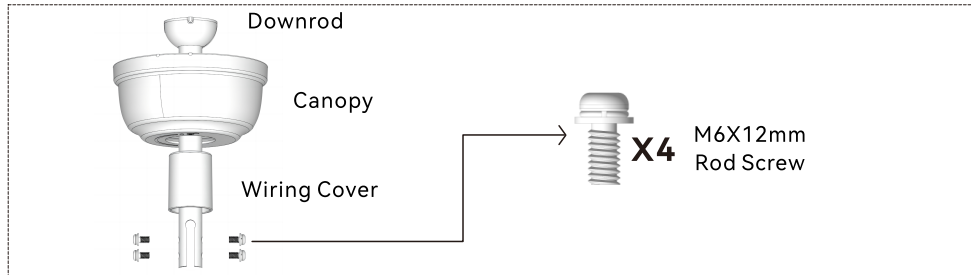 Downrod
Canopy
Wiring Cover
X4
M6X12mm
Rod Screw